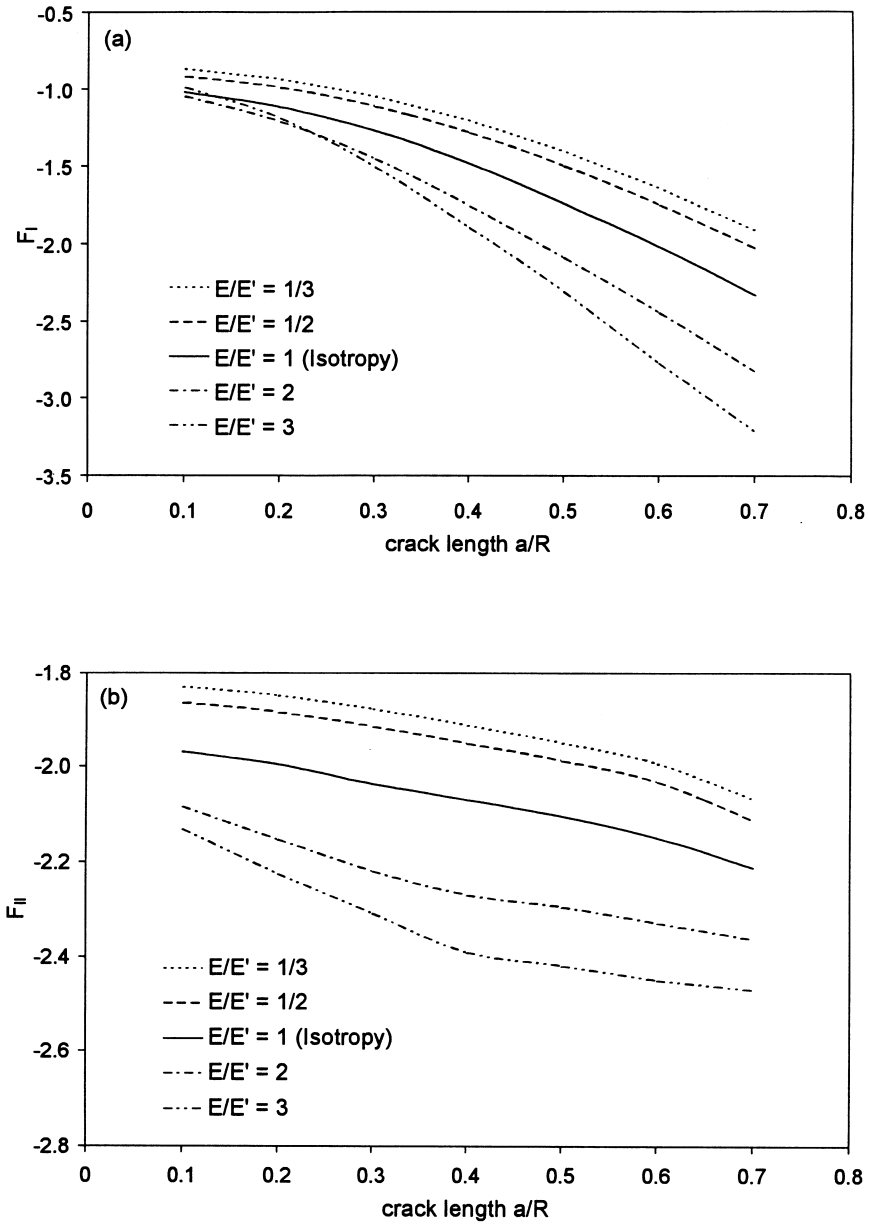 (a)
-0.5
-1.0
-1.5
-2.0
-2.5
-3.0
-3.5
F_I
E/E' = 1/3
E/E' = 1/2
E/E' = 1 (Isotropy)
E/E' = 2
E/E' = 3
0 0.1 0.2 0.3 0.4 0.5 0.6 0.7 0.8
crack length a/R
(b)
-1.8
-2.0
-2.2
-2.4
-2.6
-2.8
F_II
E/E' = 1/3
E/E' = 1/2
E/E' = 1 (Isotropy)
E/E' = 2
E/E' = 3
0 0.1 0.2 0.3 0.4 0.5 0.6 0.7 0.8
crack length a/R